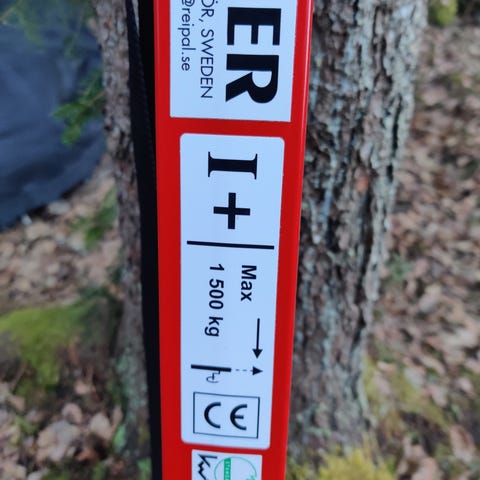 ER
ÖR, SWEDEN
@reipal.se
I +
Max
1 500 kg
CE